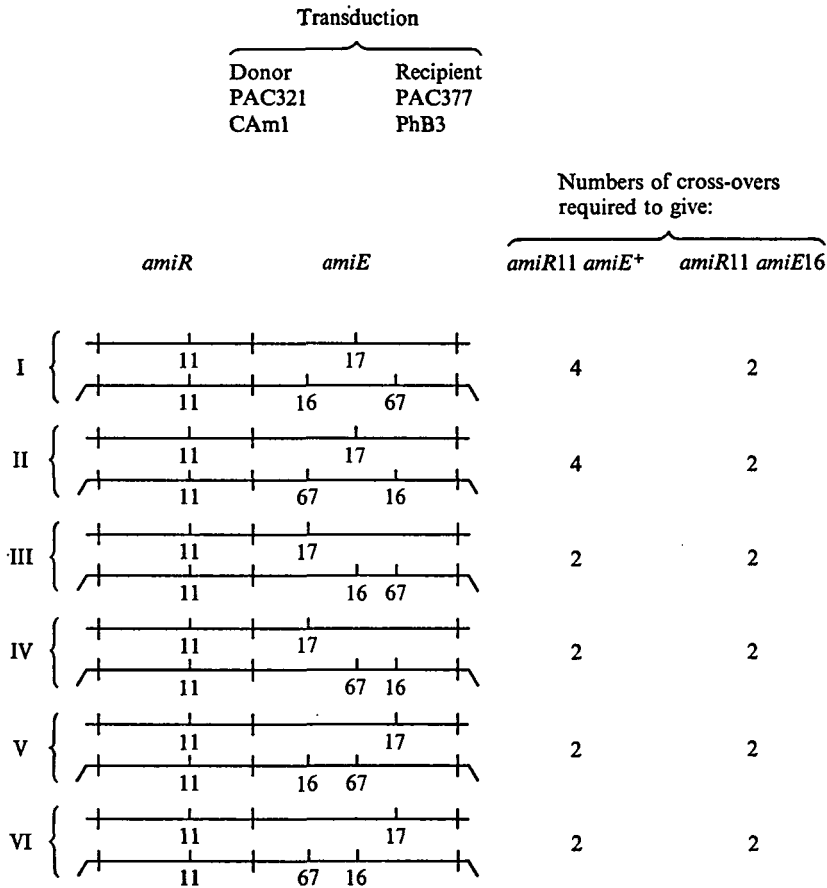 Transduction
Donor Recipient
PAC321 PAC377
CAm1 PhB3
Numbers of cross-overs
required to give:
amiR amiE amiR11 amiE+ amiR11 amiE16
I 11 17 4 2
11 16 67
II 11 17 4 2
11 67 16
III 11 17 2 2
11 16 67
IV 11 17 2 2
11 67 16
V 11 17 2 2
11 16 67
VI 11 17 2 2
11 67 16